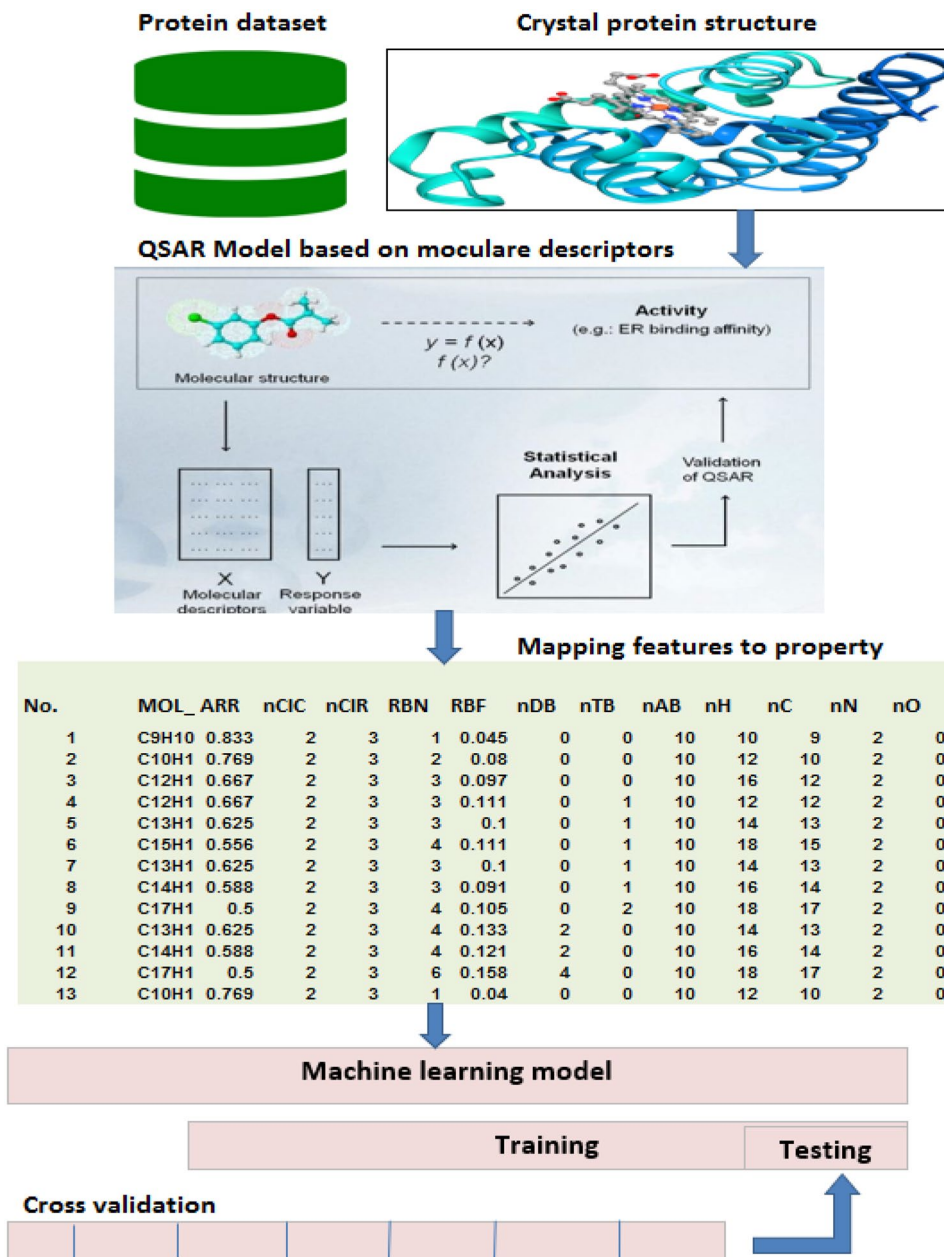 Protein dataset
Crystal protein structure
QSAR Model based on moculare descriptors
Molecular structure
y = f (x)
f (x)?
Activity
(e.g.: ER binding affinity)
X
Molecular
descriptors
Y
Response
variable
Statistical
Analysis
Validation
of QSAR
Mapping features to property
No. MOL_ ARR nCIC nCIR RBN RBF nDB nTB nAB nH nC nN nO
1 C9H10 0.833 2 3 1 0.045 0 0 10 10 9 2 0
2 C10H1 0.769 2 3 2 0.08 0 0 10 12 10 2 0
3 C12H1 0.667 2 3 3 0.097 0 0 10 16 12 2 0
4 C12H1 0.667 2 3 3 0.111 0 1 10 12 12 2 0
5 C13H1 0.625 2 3 3 0.1 0 1 10 14 13 2 0
6 C15H1 0.556 2 3 4 0.111 0 1 10 18 15 2 0
7 C13H1 0.625 2 3 3 0.1 0 1 10 14 13 2 0
8 C14H1 0.588 2 3 3 0.091 0 1 10 16 14 2 0
9 C17H1 0.5 2 3 4 0.105 0 2 10 18 17 2 0
10 C13H1 0.625 2 3 4 0.133 2 0 10 14 13 2 0
11 C14H1 0.588 2 3 4 0.121 2 0 10 16 14 2 0
12 C17H1 0.5 2 3 6 0.158 4 0 10 18 17 2 0
13 C10H1 0.769 2 3 1 0.04 0 0 10 12 10 2 0
Machine learning model
Training
Testing
Cross validation